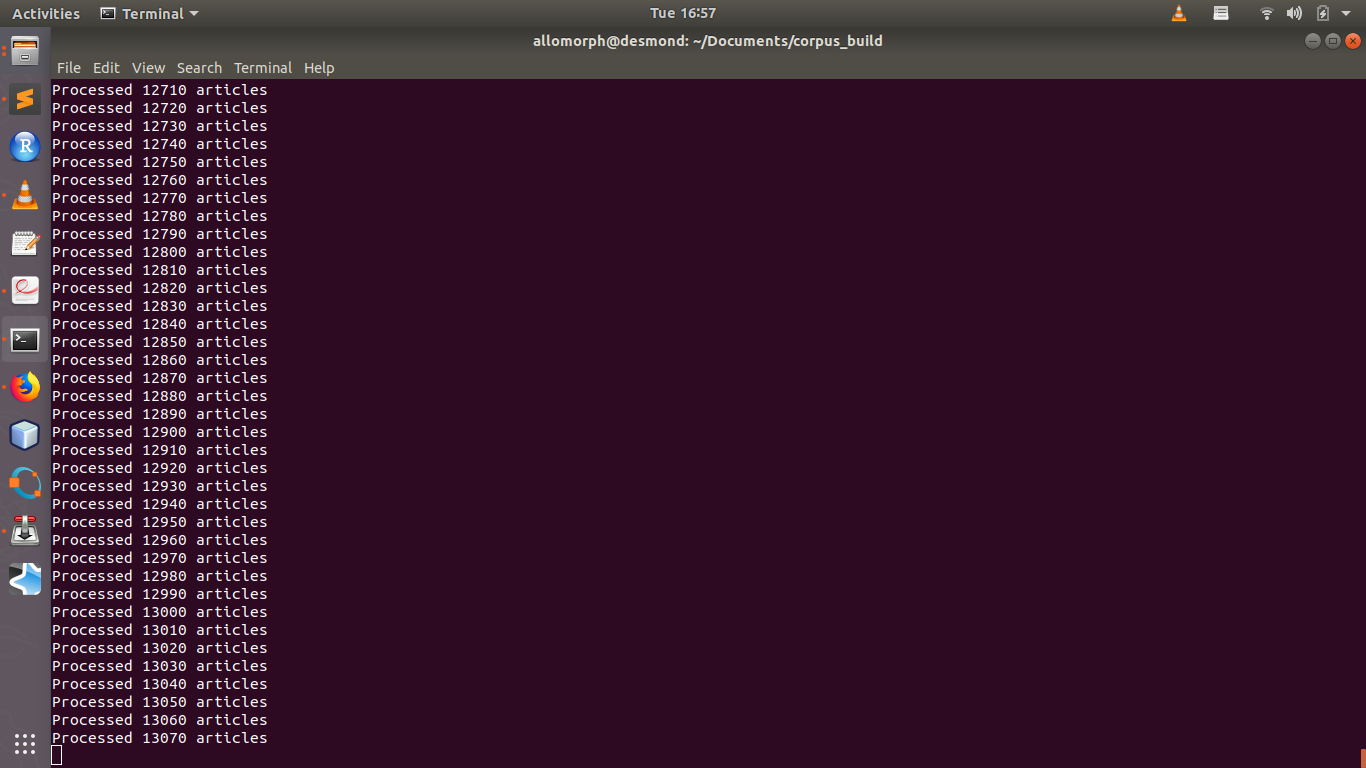 Activities Terminal Tue 16:57
allomorph@desmond: ~/Documents/corpus_build
File Edit View Search Terminal Help
Processed 12710 articles
Processed 12720 articles
Processed 12730 articles
Processed 12740 articles
Processed 12750 articles
Processed 12760 articles
Processed 12770 articles
Processed 12780 articles
Processed 12790 articles
Processed 12800 articles
Processed 12810 articles
Processed 12820 articles
Processed 12830 articles
Processed 12840 articles
Processed 12850 articles
Processed 12860 articles
Processed 12870 articles
Processed 12880 articles
Processed 12890 articles
Processed 12900 articles
Processed 12910 articles
Processed 12920 articles
Processed 12930 articles
Processed 12940 articles
Processed 12950 articles
Processed 12960 articles
Processed 12970 articles
Processed 12980 articles
Processed 12990 articles
Processed 13000 articles
Processed 13010 articles
Processed 13020 articles
Processed 13030 articles
Processed 13040 articles
Processed 13050 articles
Processed 13060 articles
Processed 13070 articles